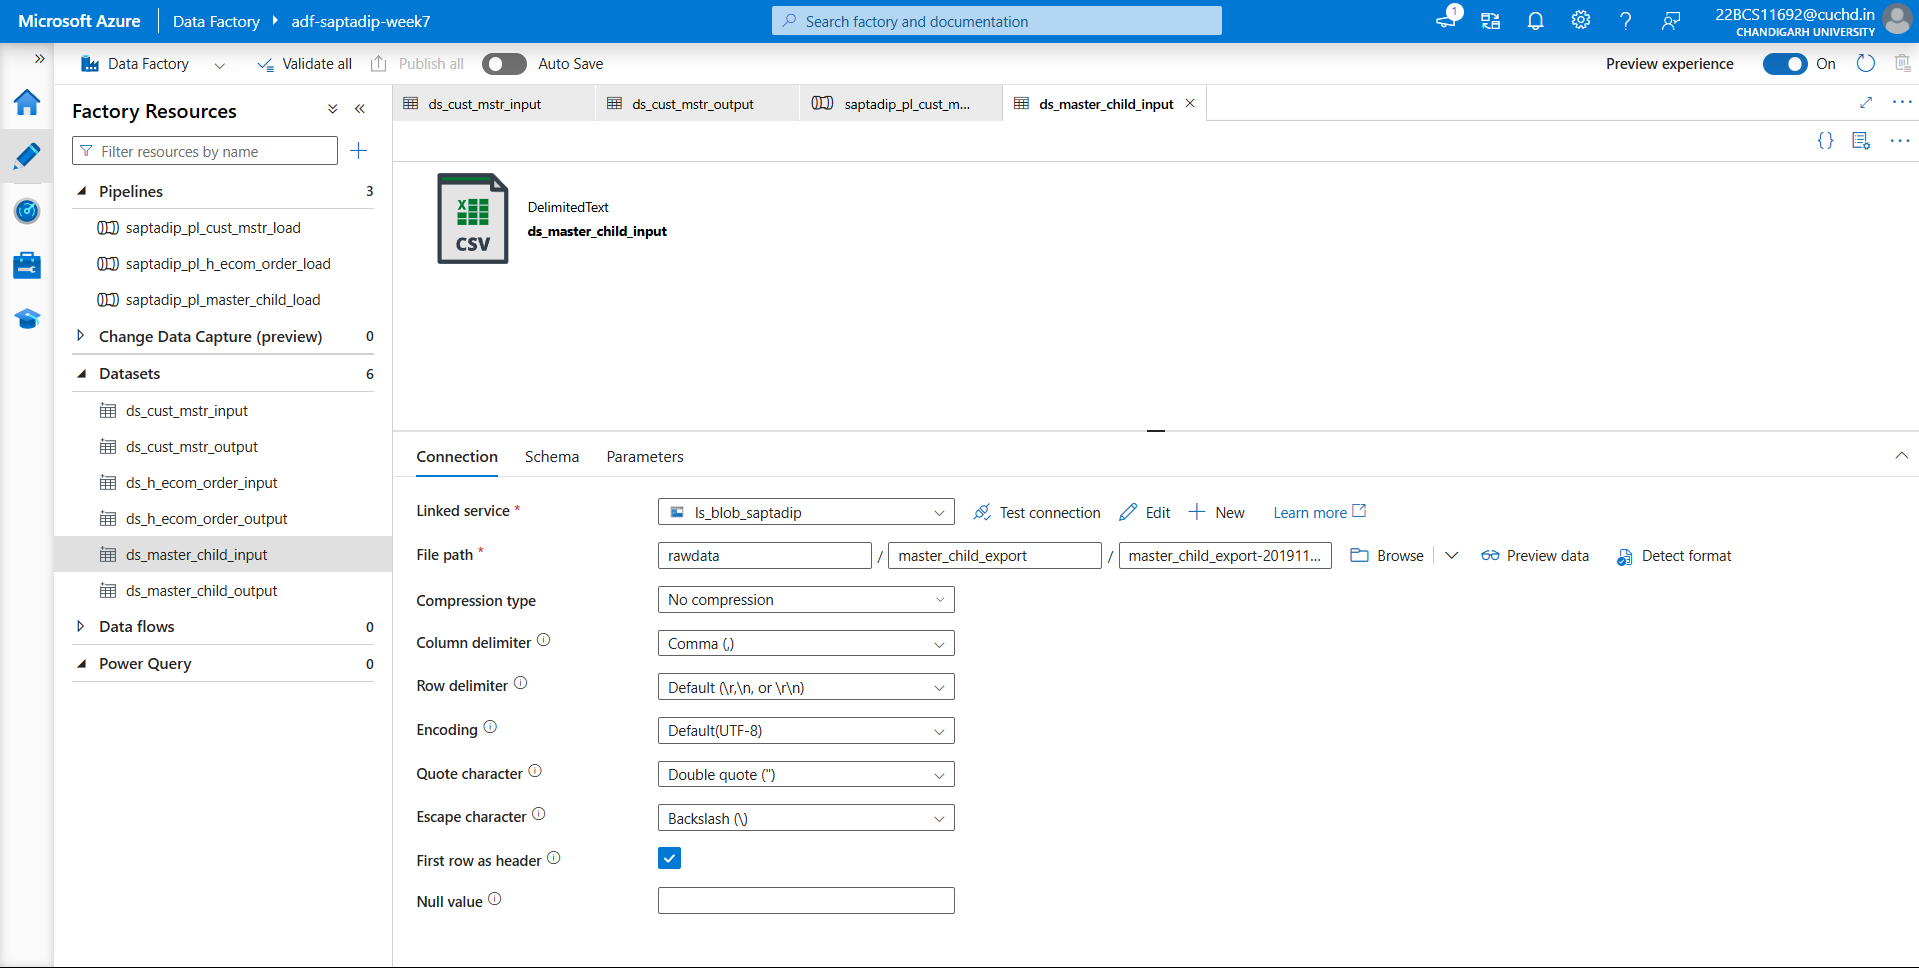 Microsoft Azure
Data Factory
adf-saptadip-week7
Search factory and documentation
1
22BCS11692@cuchd.in
CHANDIGARH UNIVERSITY
Data Factory
Validate all
Publish all
Auto Save
Preview experience
On
Factory Resources
Filter resources by name
Pipelines 3
saptadip_pl_cust_mstr_load
saptadip_pl_h_ecom_order_load
saptadip_pl_master_child_load
Change Data Capture (preview) 0
Datasets 6
ds_cust_mstr_input
ds_cust_mstr_output
ds_h_ecom_order_input
ds_h_ecom_order_output
ds_master_child_input
ds_master_child_output
Data flows 0
Power Query 0
ds_cust_mstr_input
ds_cust_mstr_output
saptadip_pl_cust_m...
ds_master_child_input
X
CSV
DelimitedText
ds_master_child_input
Connection Schema Parameters
Linked service * ls_blob_saptadip Test connection Edit New Learn more
File path * rawdata / master_child_export / master_child_export-201911... Browse Preview data Detect format
Compression type No compression
Column delimiter Comma (,)
Row delimiter Default (\r,\n, or \r\n)
Encoding Default(UTF-8)
Quote character Double quote (")
Escape character Backslash (\)
First row as header
Null value